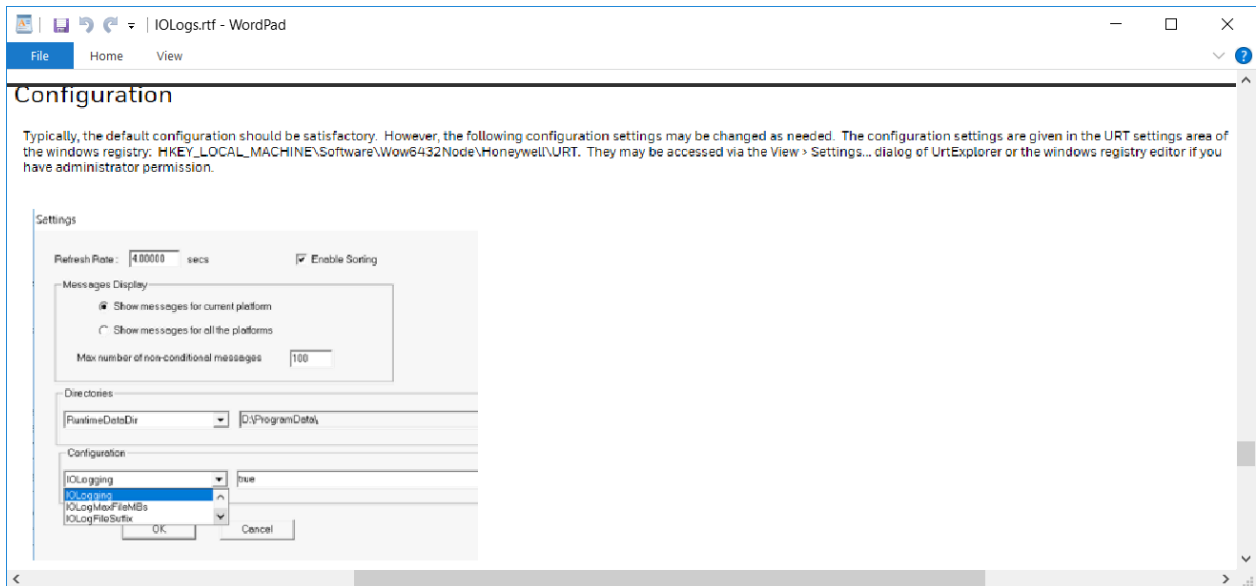 IOLogs.rtf - WordPad
File Home View
Configuration
Typically, the default configuration should be satisfactory. However, the following configuration settings may be changed as needed. The configuration settings are given in the URT settings area of
the windows registry: HKEY_LOCAL_MACHINE\Software\Wow6432Node\Honeywell\URT. They may be accessed via the View > Settings... dialog of UrtExplorer or the windows registry editor if you
have administrator permission.
Settings
Refresh Rate : 4.00000 secs Enable Sorting
Messages Display
Show messages for current platform
Show messages for all the platforms
Max number of non-conditional messages 100
Directories
RuntimeDataDir D:\ProgramData\
Configuration
IOLogging true
IOLogging
IOLogMaxFileMBs
IOLogFileSuffix
OK Cancel